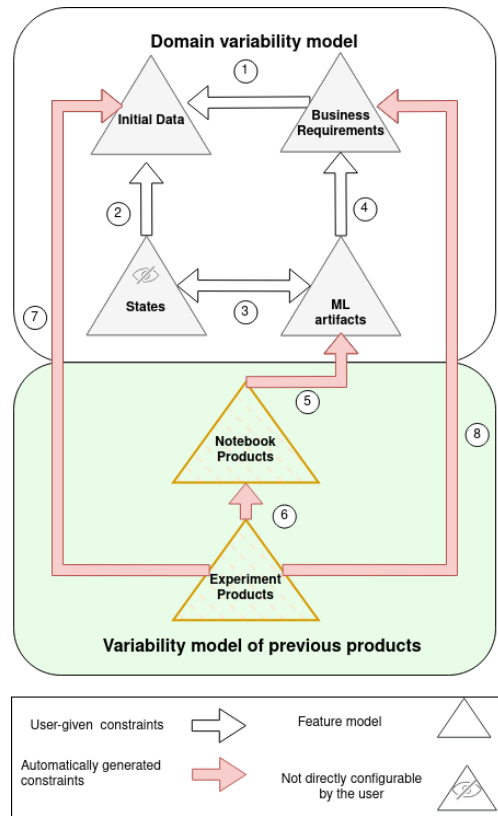 Domain variability model
1
Initial Data
Business
Requirements
2
4
States
3
ML
artifacts
7
5
8
Notebook
Products
6
Experiment
Products
Variability model of previous products
User-given constraints
Feature model
Automatically generated
constraints
Not directly configurable
by the user